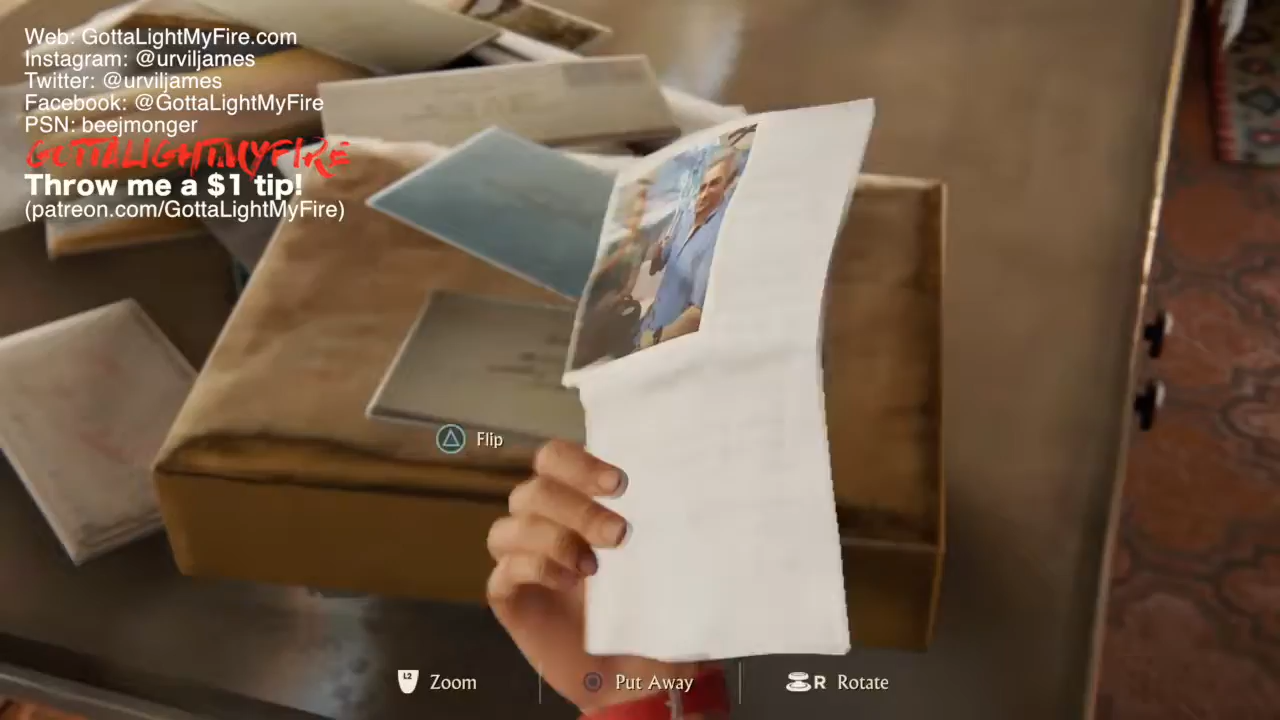 Web: GottaLightMyFire.com
Instagram: @urviljames
Twitter: @urviljames
Facebook: @GottaLightMyFire
PSN: beejmonger
GOTTALIGHTMYFIRE
Throw me a $1 tip!
(patreon.com/GottaLightMyFire)
Flip
L2 Zoom
Put Away
R Rotate